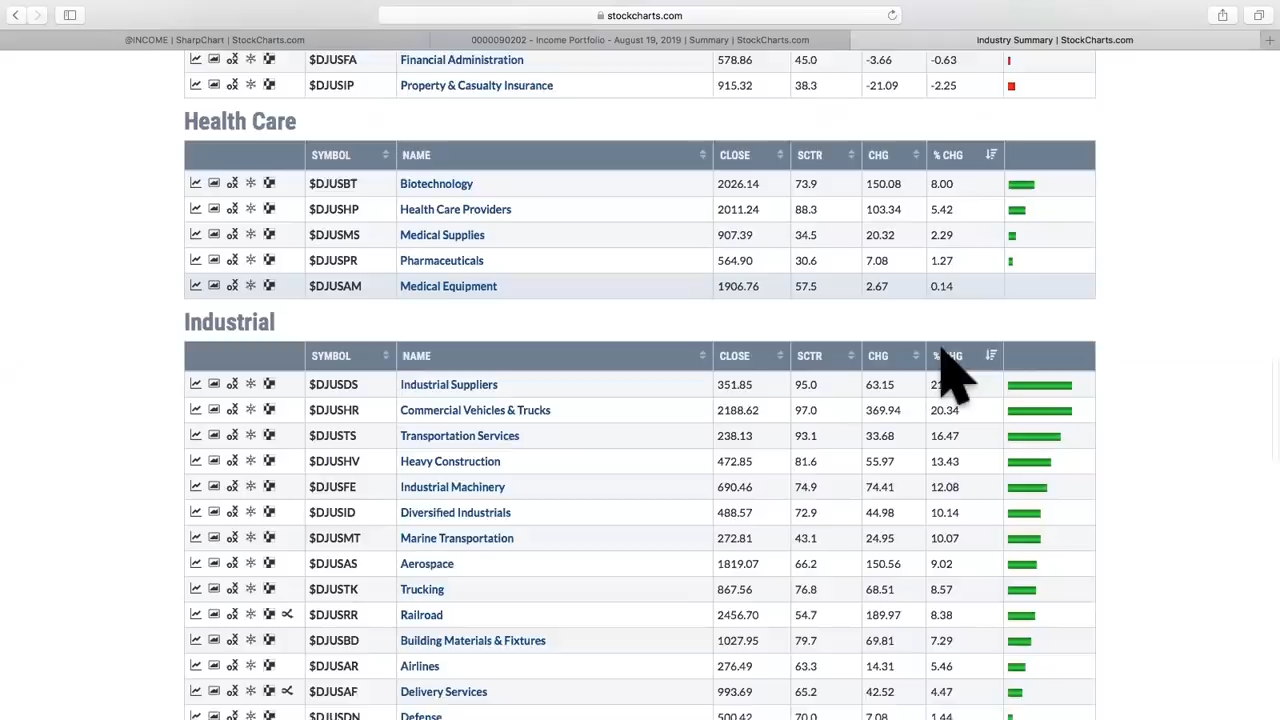 stockcharts.com
@INCOME | SharpChart | StockCharts.com 0000090202 - Income Portfolio - August 19, 2019 | Summary | StockCharts.com Industry Summary | StockCharts.com
$DJUSFA Financial Administration 578.86 45.0 -3.66 -0.63
$DJUSIP Property & Casualty Insurance 915.32 38.3 -21.09 -2.25
Health Care
SYMBOL NAME CLOSE SCTR CHG % CHG
$DJUSBT Biotechnology 2026.14 73.9 150.08 8.00
$DJUSHP Health Care Providers 2011.24 88.3 103.34 5.42
$DJUSMS Medical Supplies 907.39 34.5 20.32 2.29
$DJUSPR Pharmaceuticals 564.90 30.6 7.08 1.27
$DJUSAM Medical Equipment 1906.76 57.5 2.67 0.14
Industrial
SYMBOL NAME CLOSE SCTR CHG % CHG
$DJUSDS Industrial Suppliers 351.85 95.0 63.15
$DJUSHR Commercial Vehicles & Trucks 2188.62 97.0 369.94 20.34
$DJUSTS Transportation Services 238.13 93.1 33.68 16.47
$DJUSHV Heavy Construction 472.85 81.6 55.97 13.43
$DJUSFE Industrial Machinery 690.46 74.9 74.41 12.08
$DJUSID Diversified Industrials 488.57 72.9 44.98 10.14
$DJUSMT Marine Transportation 272.81 43.1 24.95 10.07
$DJUSAS Aerospace 1819.07 66.2 150.56 9.02
$DJUSTK Trucking 867.56 76.8 68.51 8.57
$DJUSRR Railroad 2456.70 54.7 189.97 8.38
$DJUSBD Building Materials & Fixtures 1027.95 79.7 69.81 7.29
$DJUSAR Airlines 276.49 63.3 14.31 5.46
$DJUSAF Delivery Services 993.69 65.2 42.52 4.47
$DJUSDN Defense 500.42 70.0 7.08 1.44